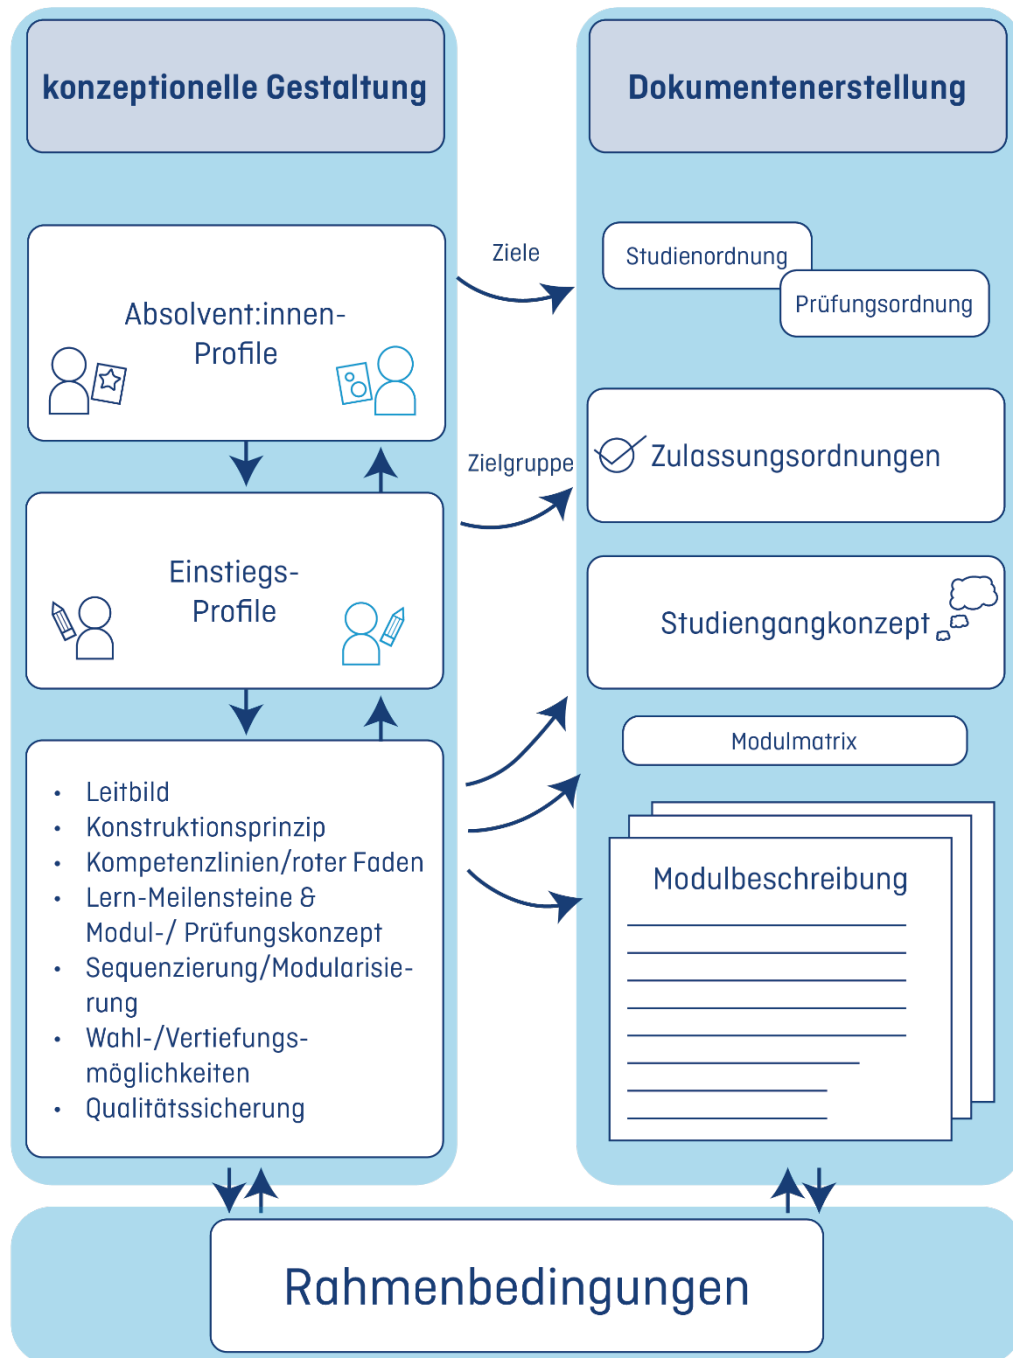 konzeptionelle Gestaltung
Absolvent:innen-
Profile
Einstiegs-
Profile
• Leitbild
• Konstruktionsprinzip
• Kompetenzlinien/roter Faden
• Lern-Meilensteine &
Modul-/ Prüfungskonzept
• Sequenzierung/Modularisie-
rung
• Wahl-/Vertiefungs-
möglichkeiten
• Qualitätssicherung
Ziele
Zielgruppe
Dokumentenerstellung
Studienordnung
Prüfungsordnung
Zulassungsordnungen
Studiengangkonzept
Modulmatrix
Modulbeschreibung
Rahmenbedingungen